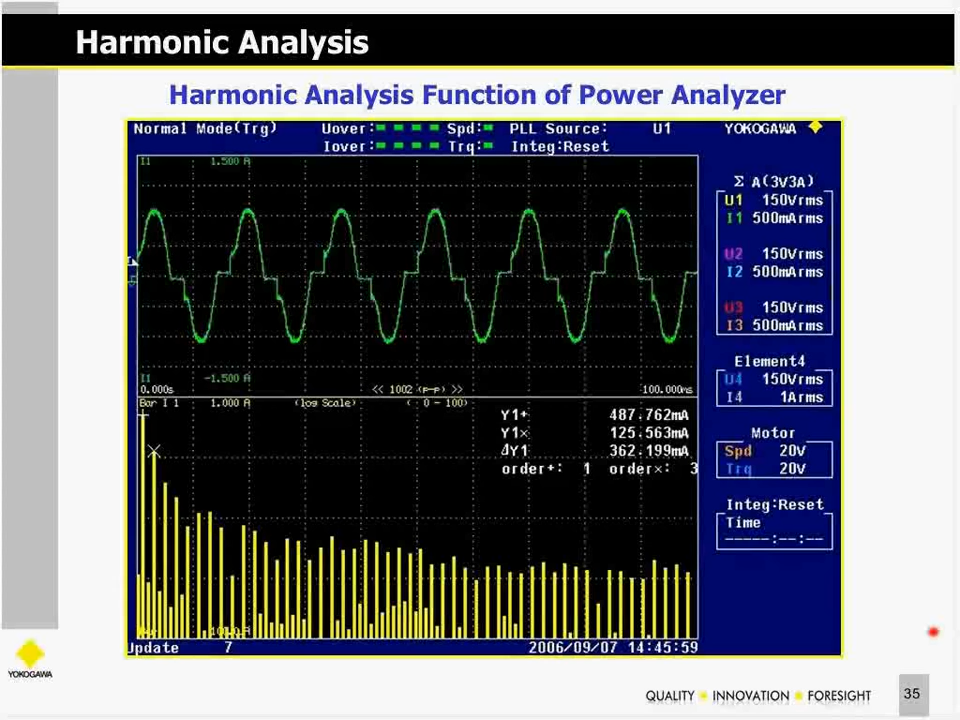 Harmonic Analysis
Harmonic Analysis Function of Power Analyzer
Normal Mode(Trg) Uover: Spd: PLL Source: U1 YOKOGAWA
Iover: Trq: Integ:Reset
I1 1.500 A
Σ A(3V3A)
U1 150Vrms
I1 500mArms
U2 150Vrms
I2 500mArms
U3 150Vrms
I3 500mArms
Element4
U4 150Vrms
I4 1Arms
Motor
Spd 20V
Trq 20V
Integ:Reset
Time
-----:--:--
I1 -1.500 A
0.000s << 1002 (p-p) >> 100.000ms
Bar I 1 1.000 A (log Scale) ( 0 - 100)
Y1+ 487.762mA
Y1× 125.563mA
ΔY1 362.199mA
order+: 1 order×: 3
Update 7 2006/09/07 14:45:59
YOKOGAWA
QUALITY INNOVATION FORESIGHT
35